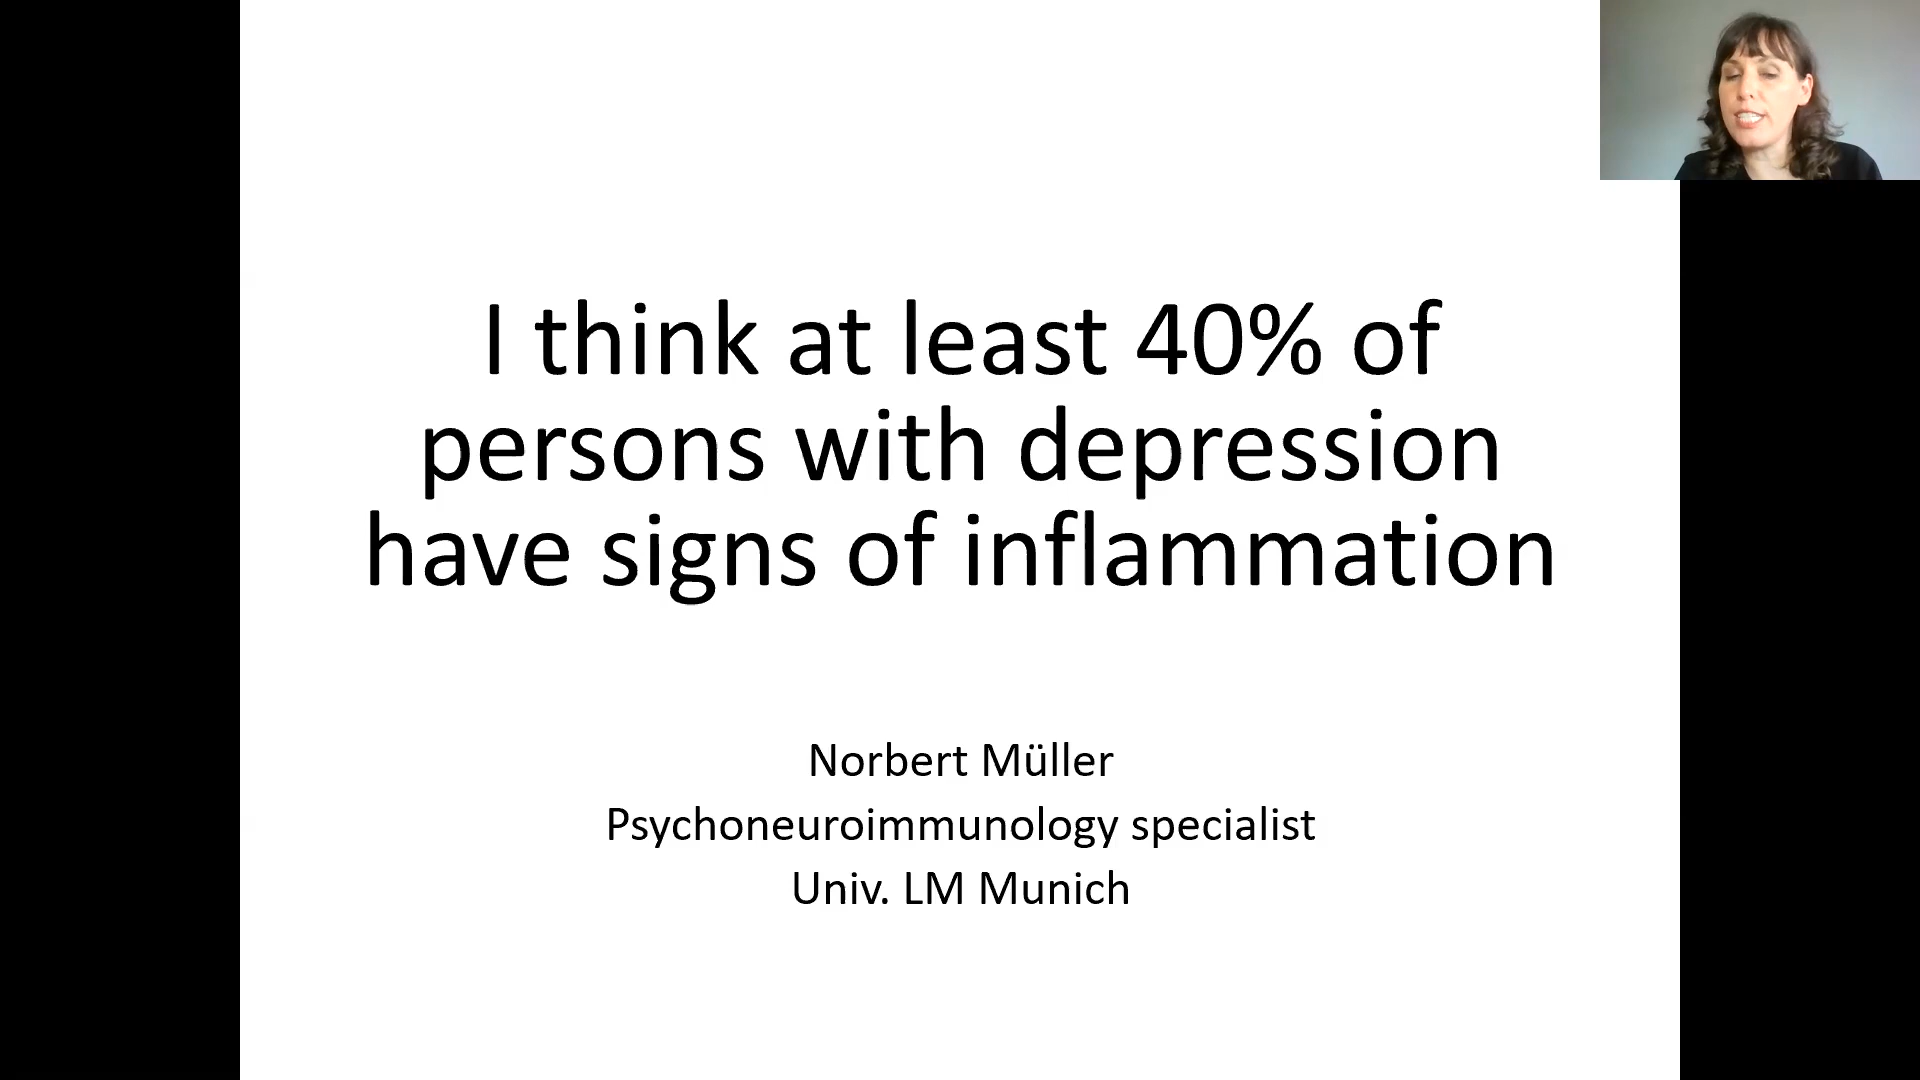 I think at least 40% of
persons with depression
have signs of inflammation
Norbert Müller
Psychoneuroimmunology specialist
Univ. LM Munich